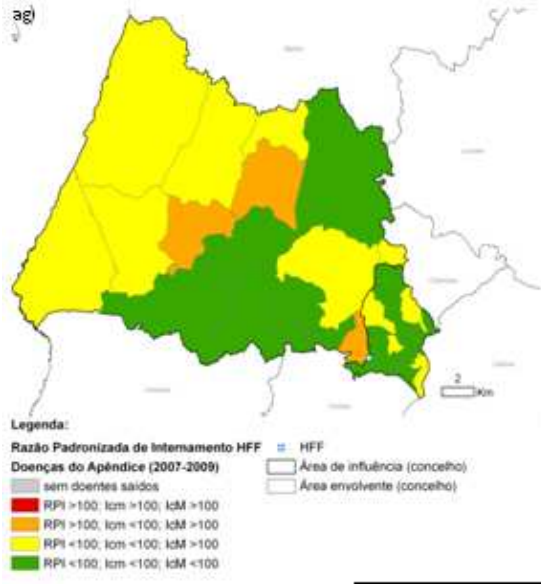 ag)
2
Km
Legenda:
Razão Padronizada de Internamento HFF
Doenças do Apêndice (2007-2009)
sem doentes saídos
RPI >100; Icm >100; IcM >100
RPI >100; Icm <100; IcM >100
RPI <100; Icm <100; IcM >100
RPI <100; Icm <100; IcM <100
HFF
Área de influência (concelho)
Área envolvente (concelho)